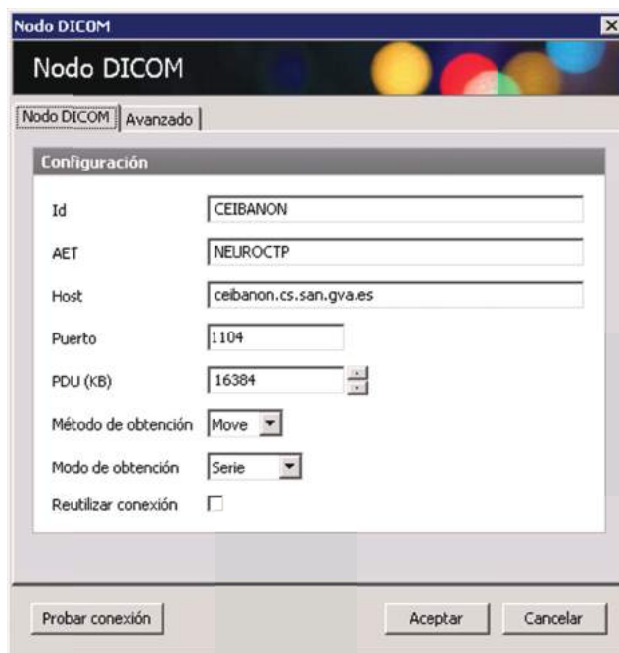 Nodo DICOM
Nodo DICOM
Nodo DICOM Avanzado
Configuración
Id CEIBANON
AET NEUROCTP
Host ceibanon.cs.san.gva.es
Puerto 1104
PDU (KB) 16384
Método de obtención Move
Modo de obtención Serie
Reutilizar conexión
Probar conexión Aceptar Cancelar